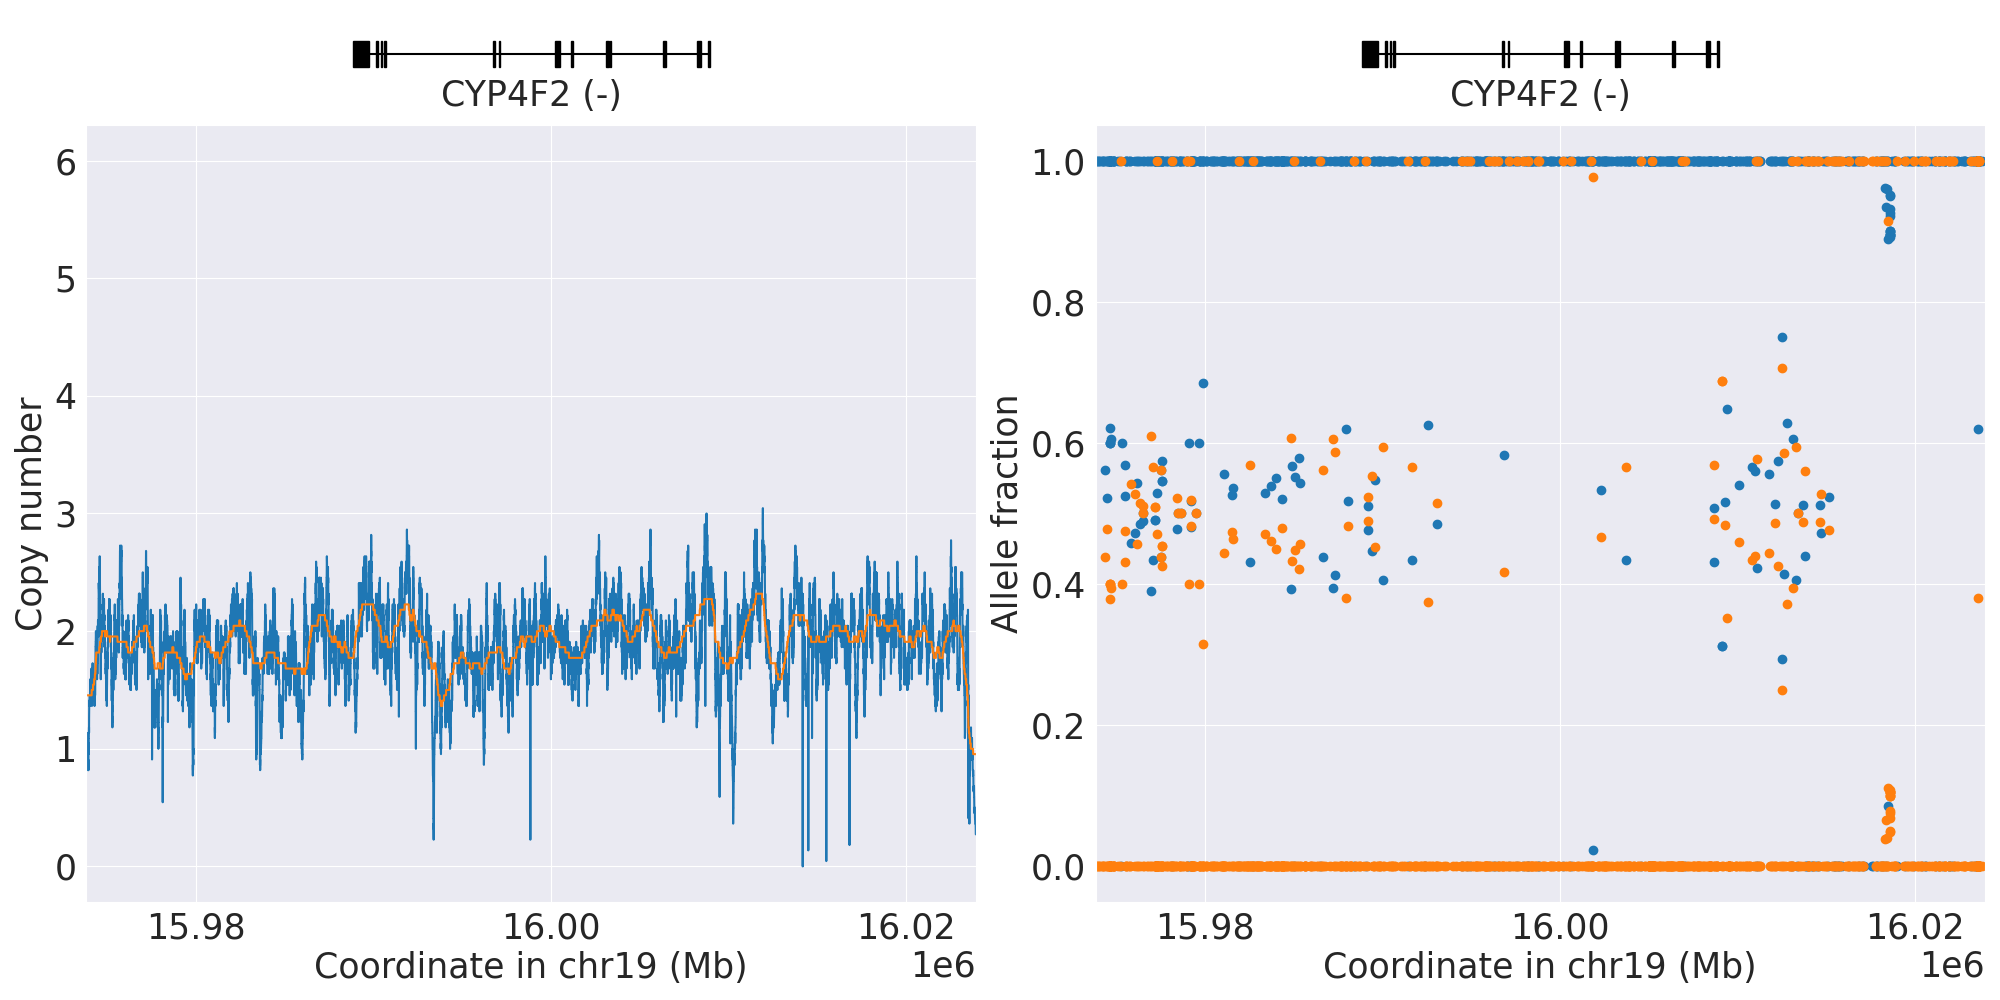 CYP4F2 (-)
6
5
4
3
2
1
0
Copy number
15.98
16.00
16.02
Coordinate in chr19 (Mb)
1e6
CYP4F2 (-)
1.0
0.8
0.6
0.4
0.2
0.0
Allele fraction
15.98
16.00
16.02
Coordinate in chr19 (Mb)
1e6